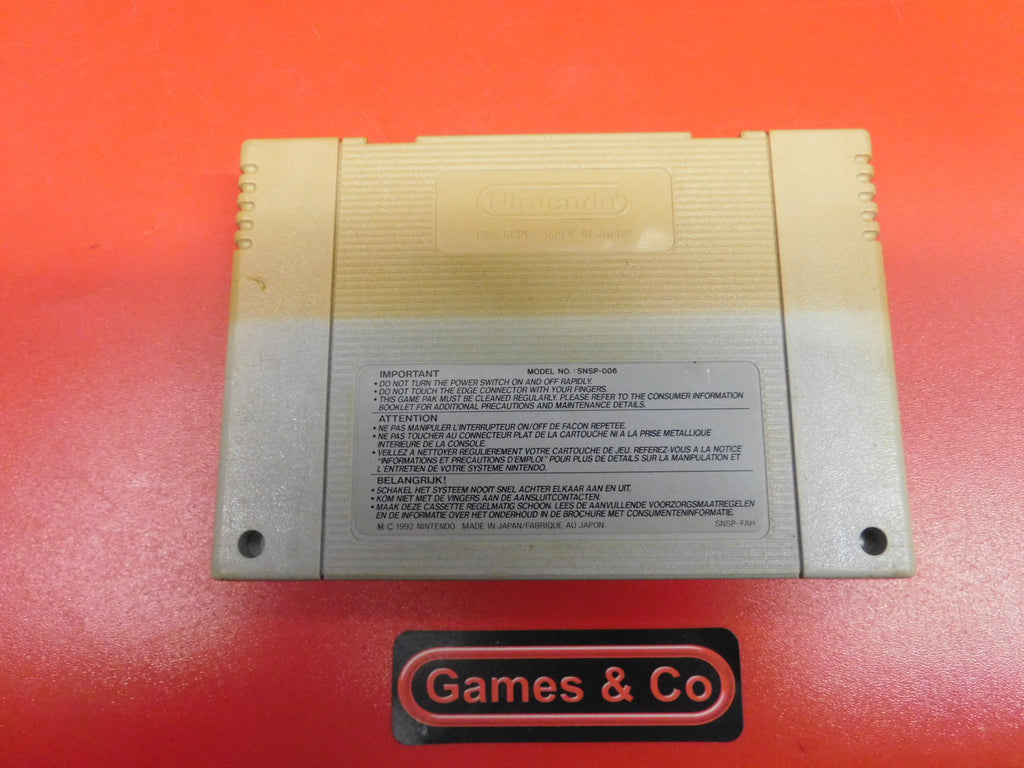 Nintendo
MADE IN JAPAN
IMPORTANT MODEL NO.: SNSP-006
• DO NOT TURN THE POWER SWITCH ON AND OFF RAPIDLY.
• DO NOT TOUCH THE EDGE CONNECTOR WITH YOUR FINGERS.
• THIS GAME PAK MUST BE CLEANED REGULARLY. PLEASE REFER TO THE CONSUMER INFORMATION
BOOKLET FOR ADDITIONAL PRECAUTIONS AND MAINTENANCE DETAILS.
ATTENTION
• NE PAS MANIPULER L'INTERRUPTEUR ON/OFF DE FACON REPETEE.
• NE PAS TOUCHER AU CONNECTEUR PLAT DE LA CARTOUCHE NI A LA PRISE METALLIQUE
INTERIEURE DE LA CONSOLE.
• VEILLEZ A NETTOYER REGULIEREMENT VOTRE CARTOUCHE DE JEU. REFEREZ-VOUS A LA NOTICE
"INFORMATIONS ET PRECAUTIONS D'EMPLOI" POUR PLUS DE DETAILS SUR LA MANIPULATION ET
L'ENTRETIEN DE VOTRE SYSTEME NINTENDO.
BELANGRIJK!
• SCHAKEL HET SYSTEEM NOOIT SNEL ACHTER ELKAAR AAN EN UIT.
• KOM NIET MET DE VINGERS AAN DE AANSLUITCONTACTEN.
• MAAK DEZE CASSETTE REGELMATIG SCHOON. LEES DE AANVULLENDE VOORZORGSMAATREGELEN
EN DE INFORMATIE OVER HET ONDERHOUD IN DE BROCHURE MET CONSUMENTENINFORMATIE.
M © 1992 NINTENDO MADE IN JAPAN/FABRIQUE AU JAPON SNSP-FAH
Games & Co